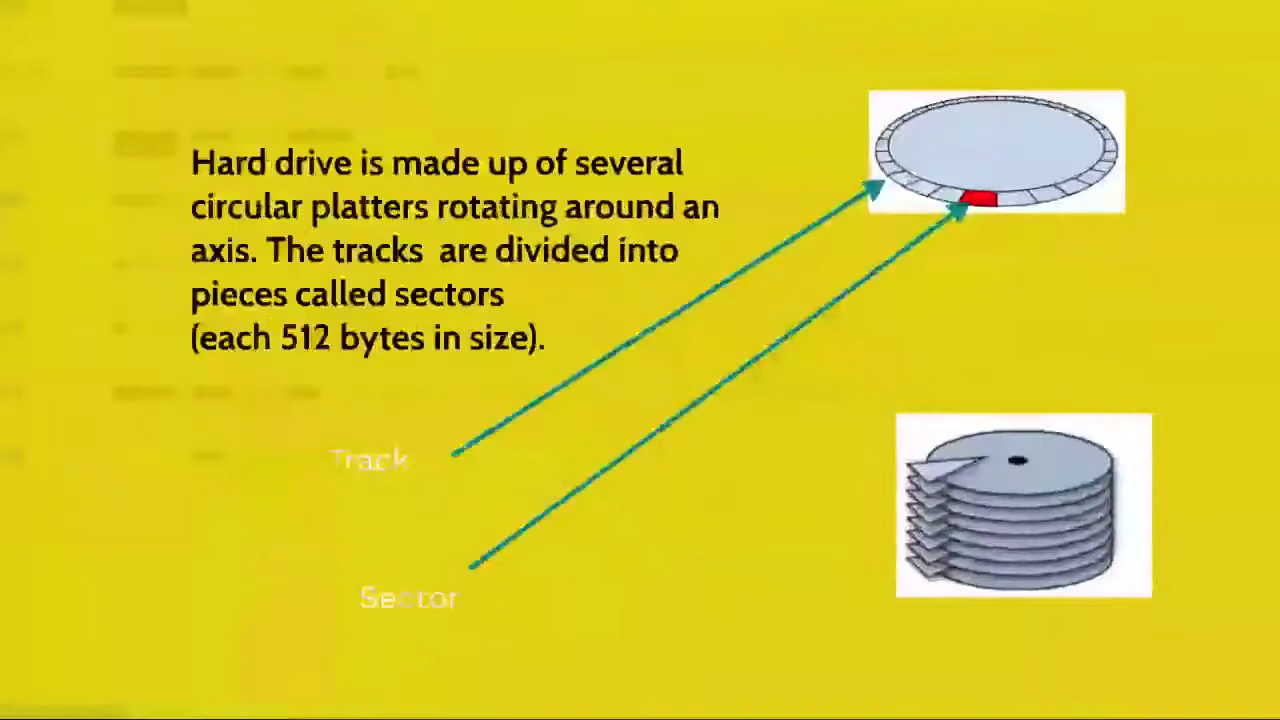 Hard drive is made up of several
circular platters rotating around an
axis. The tracks  are divided into
pieces called sectors
(each 512 bytes in size).
Track
Sector